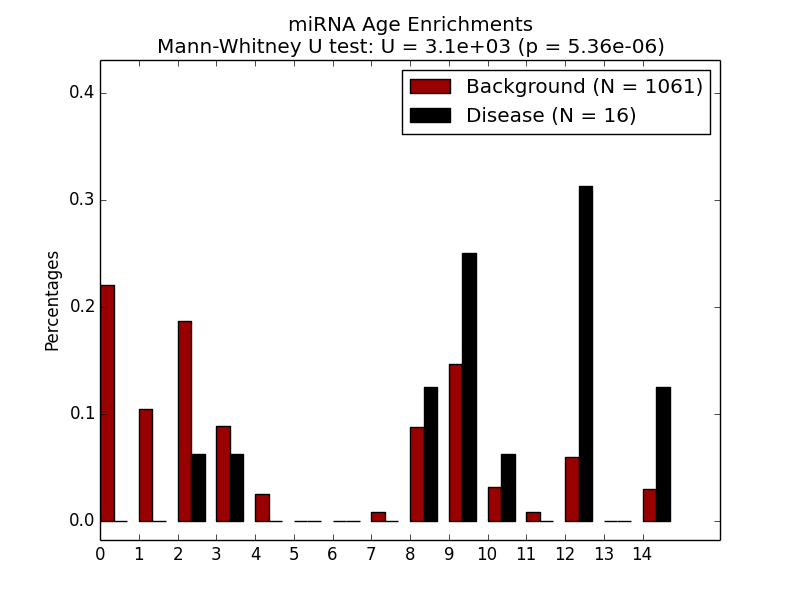 miRNA Age Enrichments
Mann-Whitney U test: U = 3.1e+03 (p = 5.36e-06)
Background (N = 1061)
Disease (N = 16)
Percentages
0.4
0.3
0.2
0.1
0.0
0 1 2 3 4 5 6 7 8 9 10 11 12 13 14